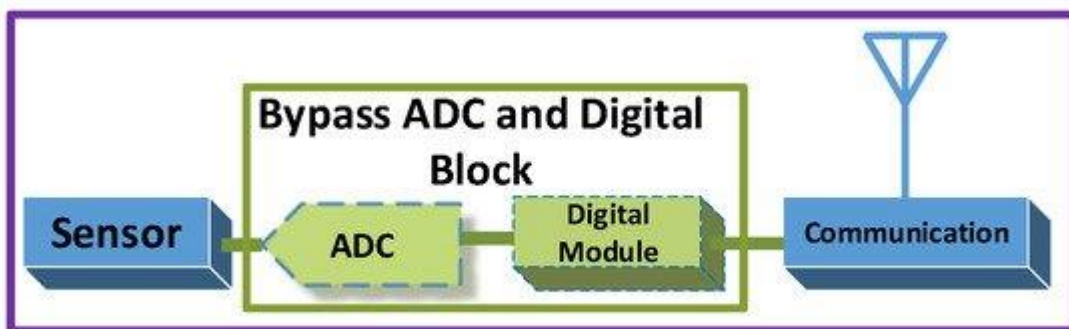 Bypass ADC and Digital
Block
Sensor
ADC
Digital
Module
Communication